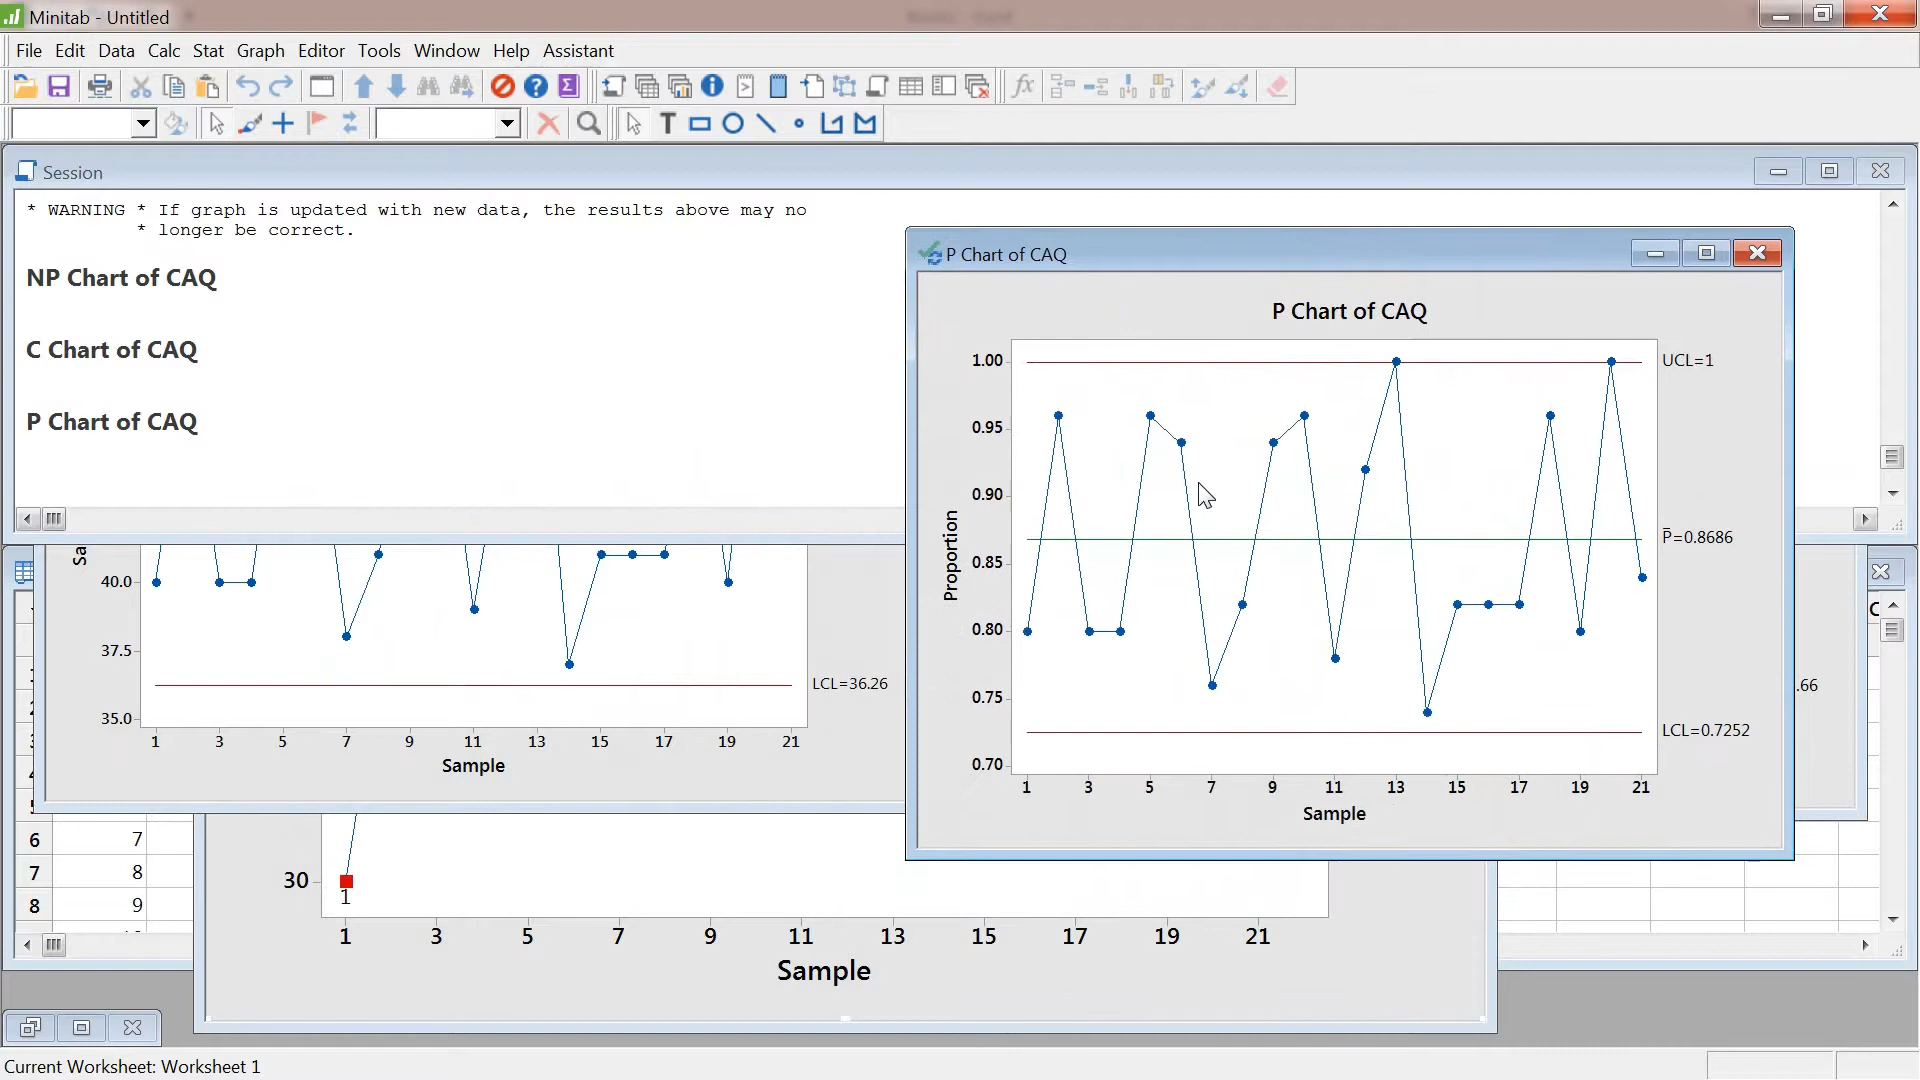 Minitab - Untitled
File Edit Data Calc Stat Graph Editor Tools Window Help Assistant
Session
* WARNING * If graph is updated with new data, the results above may no
* longer be correct.
NP Chart of CAQ
C Chart of CAQ
P Chart of CAQ
P Chart of CAQ
P Chart of CAQ
1.00
0.95
0.90
0.85
0.80
0.75
0.70
Proportion
UCL=1
P̄=0.8686
LCL=0.7252
1 3 5 7 9 11 13 15 17 19 21
Sample
40.0
37.5
35.0
Sa
LCL=36.26
1 3 5 7 9 11 13 15 17 19 21
Sample
.66
C
6 7
7 8
8 9
30
1
1 3 5 7 9 11 13 15 17 19 21
Sample
Current Worksheet: Worksheet 1